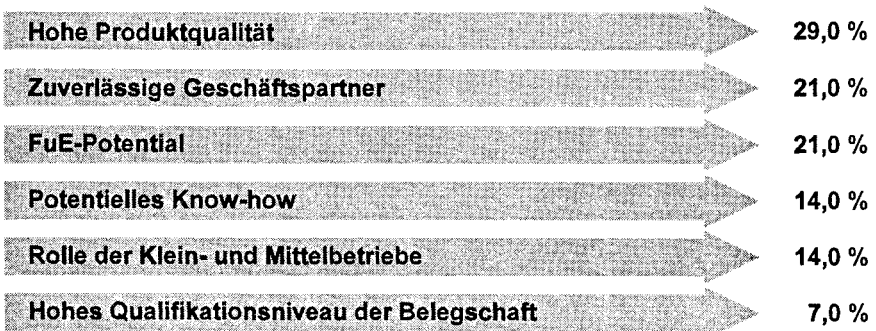 Hohe Produktqualität 29,0 %
Zuverlässige Geschäftspartner 21,0 %
FuE-Potential 21,0 %
Potentielles Know-how 14,0 %
Rolle der Klein- und Mittelbetriebe 14,0 %
Hohes Qualifikationsniveau der Belegschaft 7,0 %